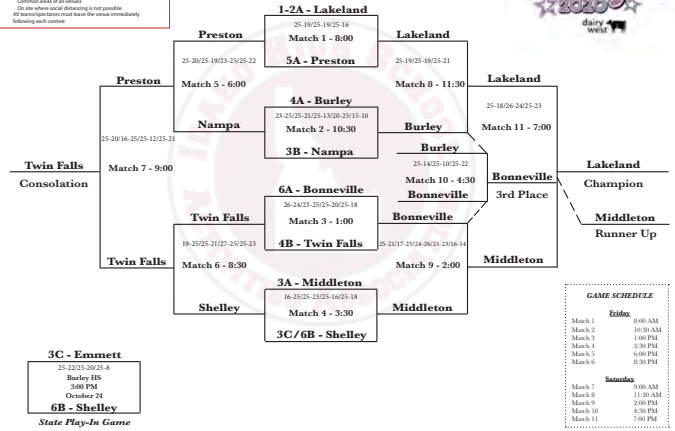 Common areas of all venues
On site where social distancing is not possible
All teams/spectators must leave the venue immediately
following each contest
2020
dairy
west
1-2A - Lakeland
25-19/25-19/25-16
Match 1 - 8:00
5A - Preston
Preston
25-20/25-19/23-25/25-22
Match 5 - 6:00
Nampa
Lakeland
25-19/25-19/25-21
Match 8 - 11:30
Burley
4A - Burley
23-25/25-21/25-13/20-25/15-10
Match 2 - 10:30
3B - Nampa
Preston
25-20/16-25/25-12/25-21
Match 7 - 9:00
Twin Falls
Twin Falls
Consolation
Lakeland
25-18/26-24/25-23
Match 11 - 7:00
Middleton
Burley
25-14/25-10/25-22
Match 10 - 4:30
Bonneville
Bonneville
3rd Place
Lakeland
Champion
Middleton
Runner Up
6A - Bonneville
26-24/23-25/25-20/25-18
Match 3 - 1:00
4B - Twin Falls
Twin Falls
19-25/25-21/27-25/25-23
Match 6 - 8:30
Shelley
Bonneville
25-21/17-25/24-26/25-23/16-14
Match 9 - 2:00
Middleton
3A - Middleton
16-25/25-23/25-16/25-18
Match 4 - 3:30
3C/6B - Shelley
3C - Emmett
25-22/25-20/25-8
Burley HS
3:00 PM
October 24
6B - Shelley
State Play-In Game
GAME SCHEDULE
Friday
Match 1 8:00 AM
Match 2 10:30 AM
Match 3 1:00 PM
Match 4 3:30 PM
Match 5 6:00 PM
Match 6 8:30 PM
Saturday
Match 7 9:00 AM
Match 8 11:30 AM
Match 9 2:00 PM
Match 10 4:30 PM
Match 11 7:00 PM
IDAHO HIGH SCHOOL
ACTIVITIES ASSOCIATION